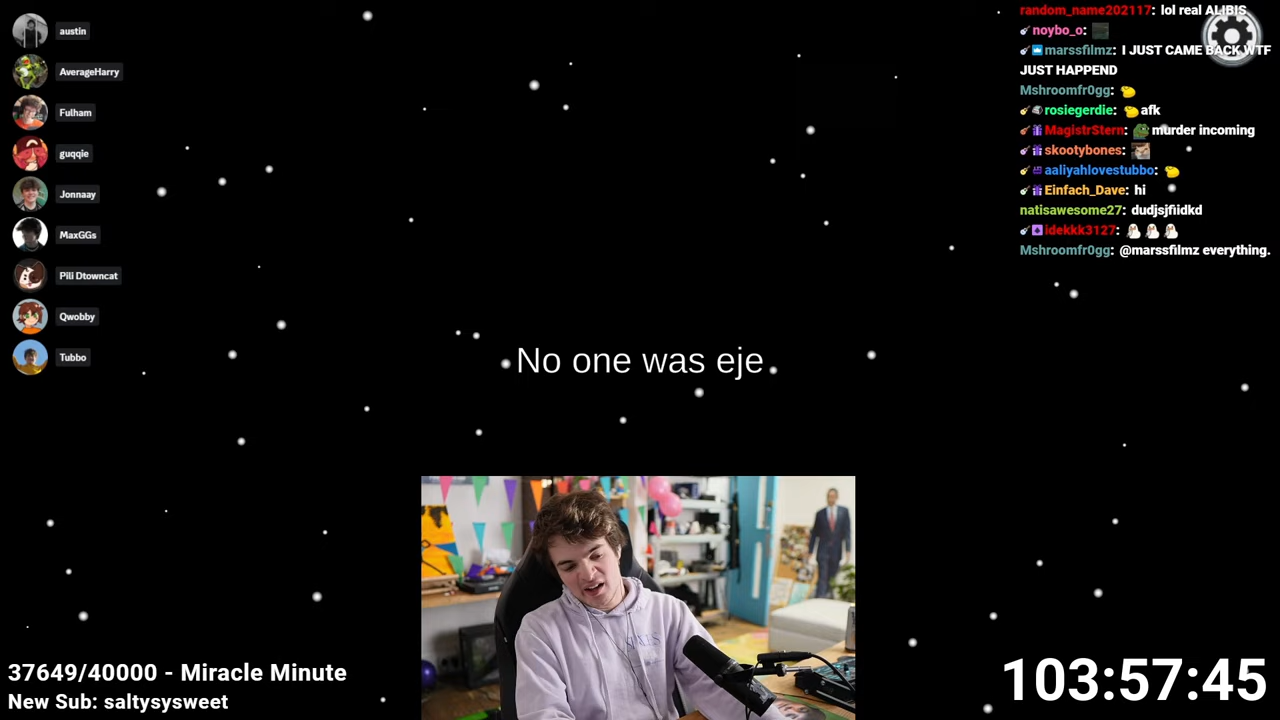 austin
AverageHarry
Fulham
guqqie
Jonnaay
MaxGGs
Pili Dtowncat
Qwobby
Tubbo
random_name202117: lol real ALIBIS
noybo_o:
marssfilmz: I JUST CAME BACK WTF
JUST HAPPEND
Mshroomfr0gg:
rosiegerdie: afk
MagistrStern: murder incoming
skootybones:
aaliyahlovestubbo:
Einfach_Dave: hi
natisawesome27: dudjsjfiidkd
idekkk3127:
Mshroomfr0gg: @marssfilmz everything.
No one was eje
37649/40000 - Miracle Minute
New Sub: saltysysweet
103:57:45